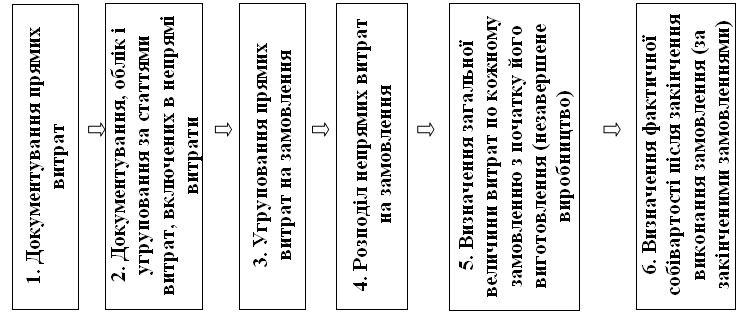 1. Документування прямих
витрат
2. Документування, облік і
угруповання за статтями
витрат, включених в непрямі
витрати
3. Угруповання прямих
витрат на замовлення
4. Розподіл непрямих витрат
на замовлення
5. Визначення загальної
величини витрат по кожному
замовленню з початку його
виготовлення (незавершене
виробництво)
6. Визначення фактичної
собівартості після закінчення
виконання замовлення (за
закінченими замовленнями)